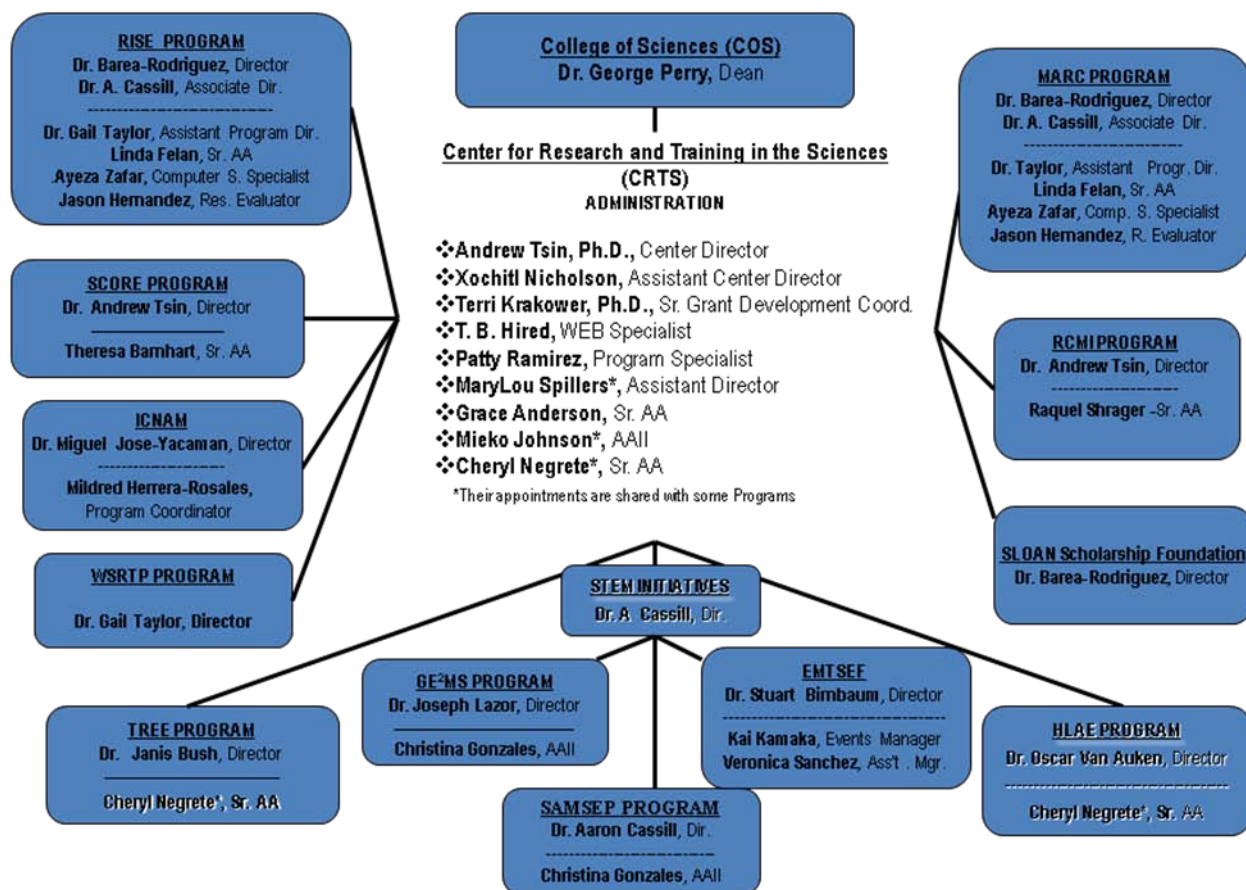 RISE PROGRAM
Dr. Barea-Rodriguez, Director
Dr. A. Cassill, Associate Dir.
Dr. Gail Taylor, Assistant Program Dir.
Linda Felan, Sr. AA
.Ayeza Zafar, Computer S. Specialist
Jason Hernandez, Res. Evaluator
College of Sciences (COS)
Dr. George Perry, Dean
MARC PROGRAM
Dr. Barea-Rodriguez, Director
Dr. A. Cassill, Associate Dir.
Dr. Taylor, Assistant Progr. Dir.
Linda Felan, Sr. AA
Ayeza Zafar, Comp. S. Specialist
Jason Hernandez, R. Evaluator
Center for Research and Training in the Sciences
(CRTS)
ADMINISTRATION
❖Andrew Tsin, Ph.D., Center Director
❖Xochitl Nicholson, Assistant Center Director
❖Terri Krakower, Ph.D., Sr. Grant Development Coord.
❖T. B. Hired, WEB Specialist
❖Patty Ramirez, Program Specialist
❖MaryLou Spillers*, Assistant Director
❖Grace Anderson, Sr. AA
❖Mieko Johnson*, AAII
❖Cheryl Negrete*, Sr. AA
*Their appointments are shared with some Programs
SCORE PROGRAM
Dr. Andrew Tsin, Director
Theresa Barnhart, Sr. AA
RCMI PROGRAM
Dr. Andrew Tsin, Director
Raquel Shrager -Sr. AA
ICNAM
Dr. Miguel Jose-Yacaman, Director
Mildred Herrera-Rosales,
Program Coordinator
SLOAN Scholarship Foundation
Dr. Barea-Rodriguez, Director
WSRTP PROGRAM
Dr. Gail Taylor, Director
STEM INITIATIVES
Dr. A Cassill, Dir.
GE²MS PROGRAM
Dr. Joseph Lazor, Director
Christina Gonzales, AAII
EMTSEF
Dr. Stuart Birnbaum, Director
Kai Kamaka, Events Manager
Veronica Sanchez, Ass't . Mgr.
TREE PROGRAM
Dr. Janis Bush, Director
Cheryl Negrete*, Sr. AA
HLAE PROGRAM
Dr. Oscar Van Auken, Director
Cheryl Negrete*, Sr. AA
SAMSEP PROGRAM
Dr. Aaron Cassill, Dir.
Christina Gonzales, AAII